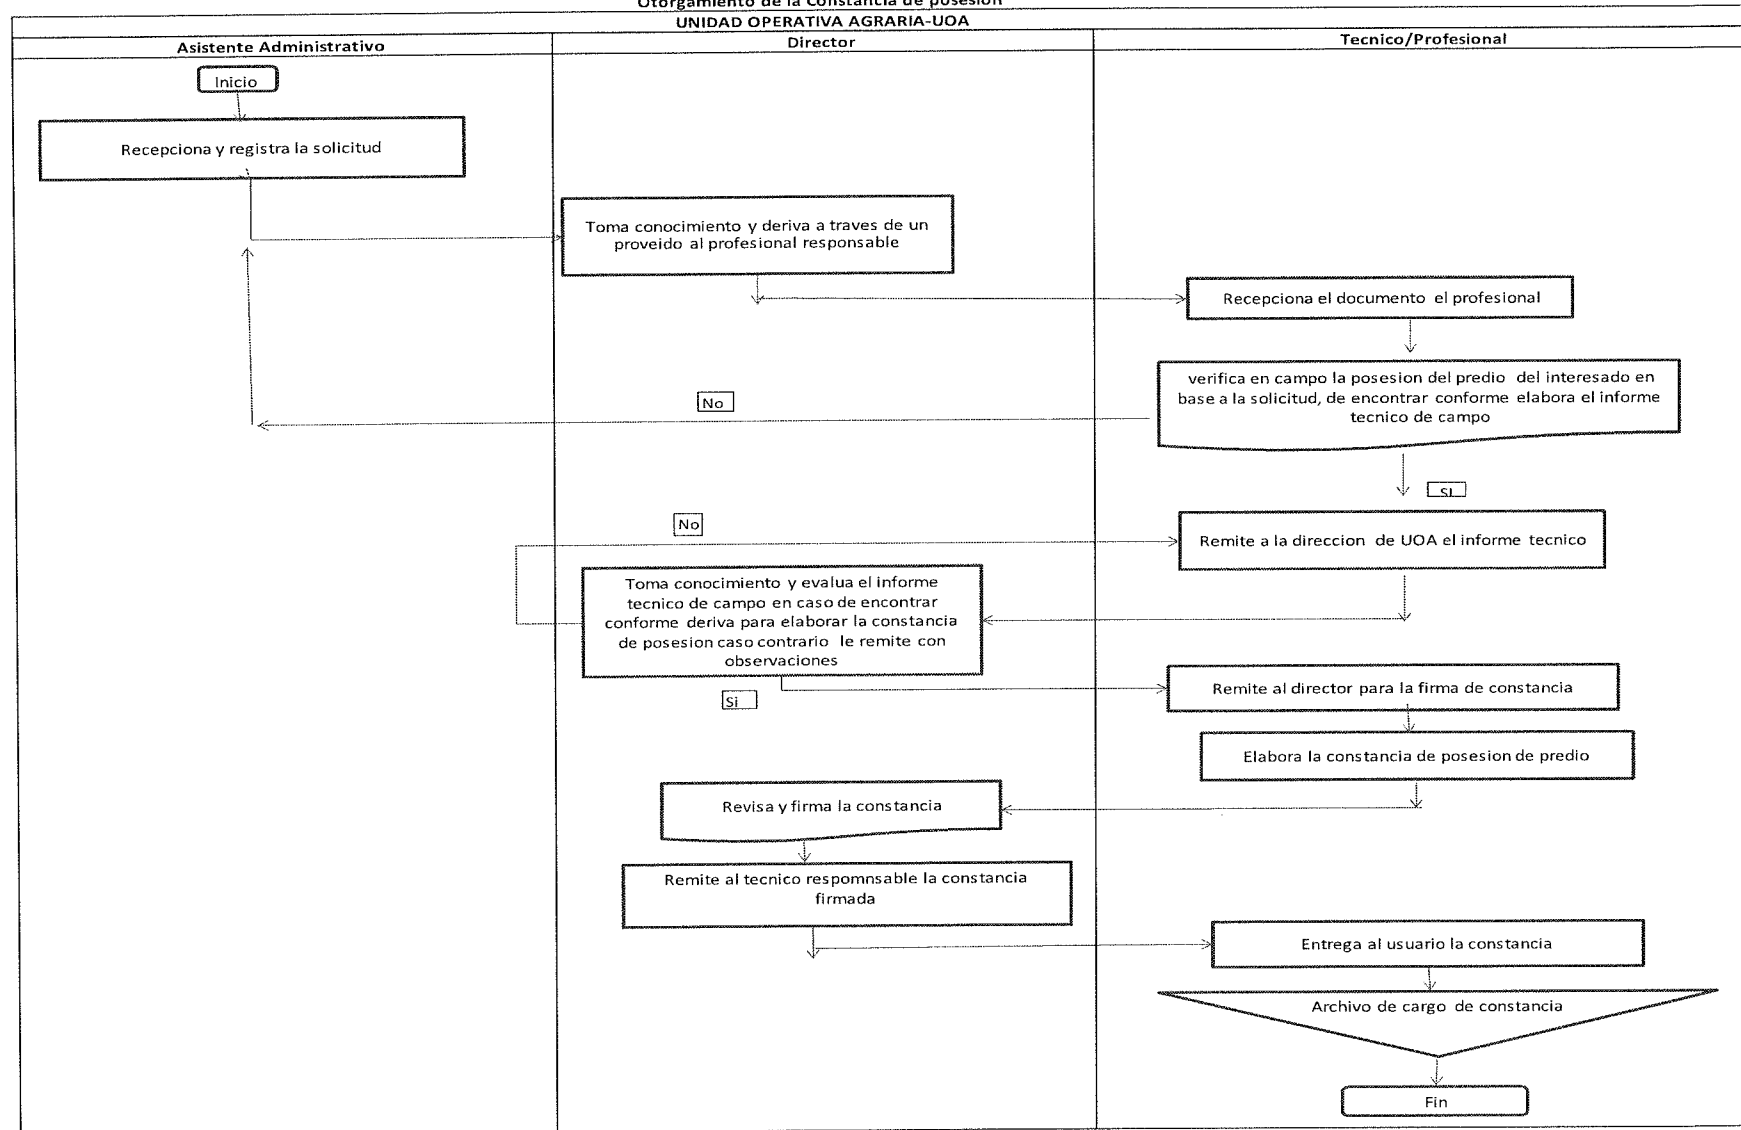 Otorgamiento de la Constancia de posesion
UNIDAD OPERATIVA AGRARIA-UOA
Asistente Administrativo
Director
Tecnico/Profesional
Inicio
Recepciona y registra la solicitud
Toma conocimiento y deriva a traves de un
proveido al profesional responsable
Recepciona el documento el profesional
verifica en campo la posesion del predio del interesado en
base a la solicitud, de encontrar conforme elabora el informe
tecnico de campo
No
SI
No
Remite a la direccion de UOA el informe tecnico
Toma conocimiento y evalua el informe
tecnico de campo en caso de encontrar
conforme deriva para elaborar la constancia
de posesion caso contrario le remite con
observaciones
Si
Remite al director para la firma de constancia
Elabora la constancia de posesion de predio
Revisa y firma la constancia
Remite al tecnico respomnsable la constancia
firmada
Entrega al usuario la constancia
Archivo de cargo de constancia
Fin